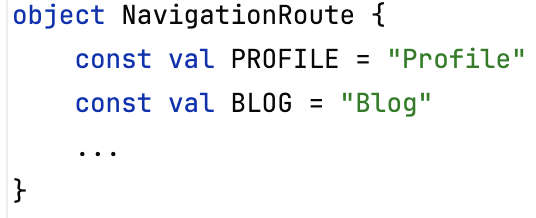 object NavigationRoute {
    const val PROFILE = "Profile"
    const val BLOG = "Blog"
    ...
}